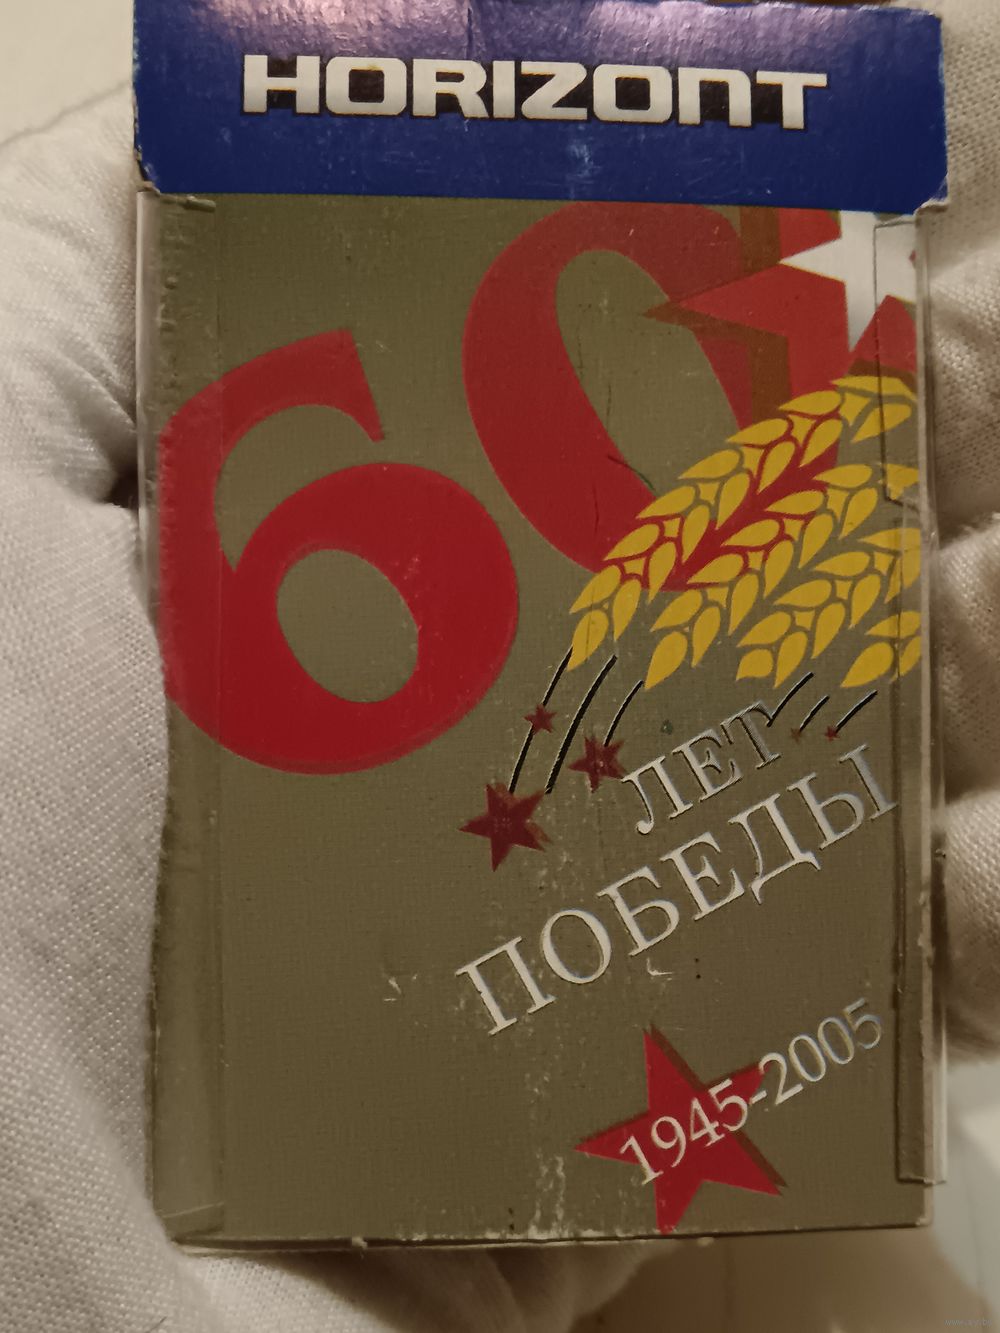 HORIZONT
60
ЛЕТ
ПОБЕДЫ
1945-2005